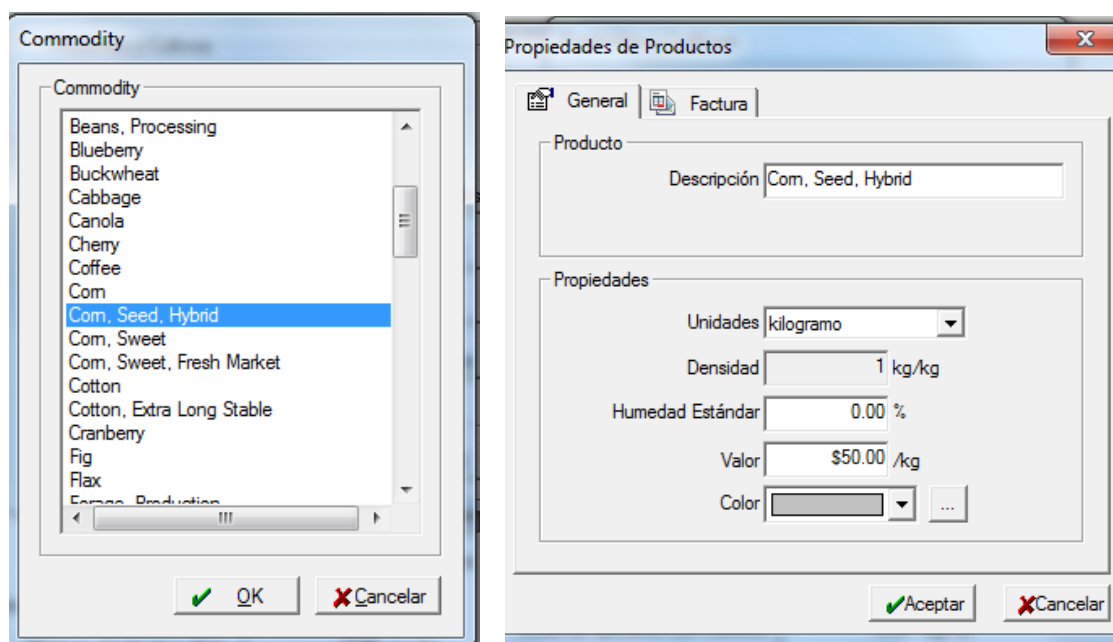 Commodity
Commodity
Beans, Processing
Blueberry
Buckwheat
Cabbage
Canola
Cherry
Coffee
Corn
Corn, Seed, Hybrid
Corn, Sweet
Corn, Sweet, Fresh Market
Cotton
Cotton, Extra Long Stable
Cranberry
Fig
Flax
Forage, Production
OK
Cancelar
Propiedades de Productos
General
Factura
Producto
Descripción Corn, Seed, Hybrid
Propiedades
Unidades kilogramo
Densidad 1 kg/kg
Humedad Estándar 0.00 %
Valor $50.00 /kg
Color ...
Aceptar
Cancelar